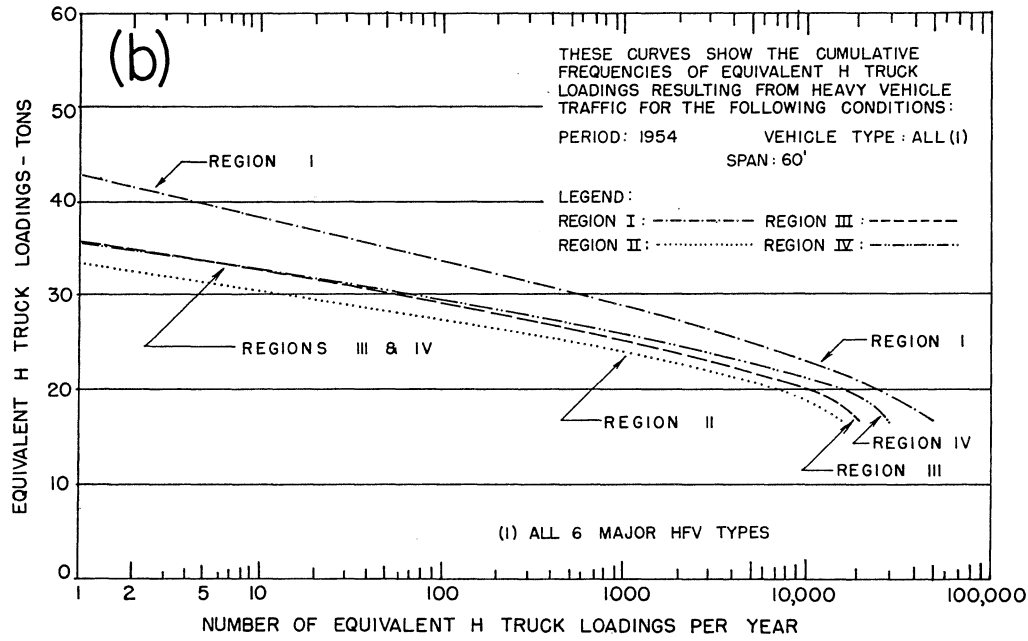 (b)
THESE CURVES SHOW THE CUMULATIVE
FREQUENCIES OF EQUIVALENT H TRUCK
LOADINGS RESULTING FROM HEAVY VEHICLE
TRAFFIC FOR THE FOLLOWING CONDITIONS:
PERIOD: 1954 VEHICLE TYPE: ALL (1)
SPAN: 60'
LEGEND:
REGION I: REGION III:
REGION II: REGION IV:
EQUIVALENT H TRUCK LOADINGS - TONS
60
50
40
30
20
10
0
REGION I
REGIONS III & IV
REGION II
REGION I
REGION IV
REGION III
(1) ALL 6 MAJOR HFV TYPES
1 2 5 10 100 1000 10,000 100,000
NUMBER OF EQUIVALENT H TRUCK LOADINGS PER YEAR